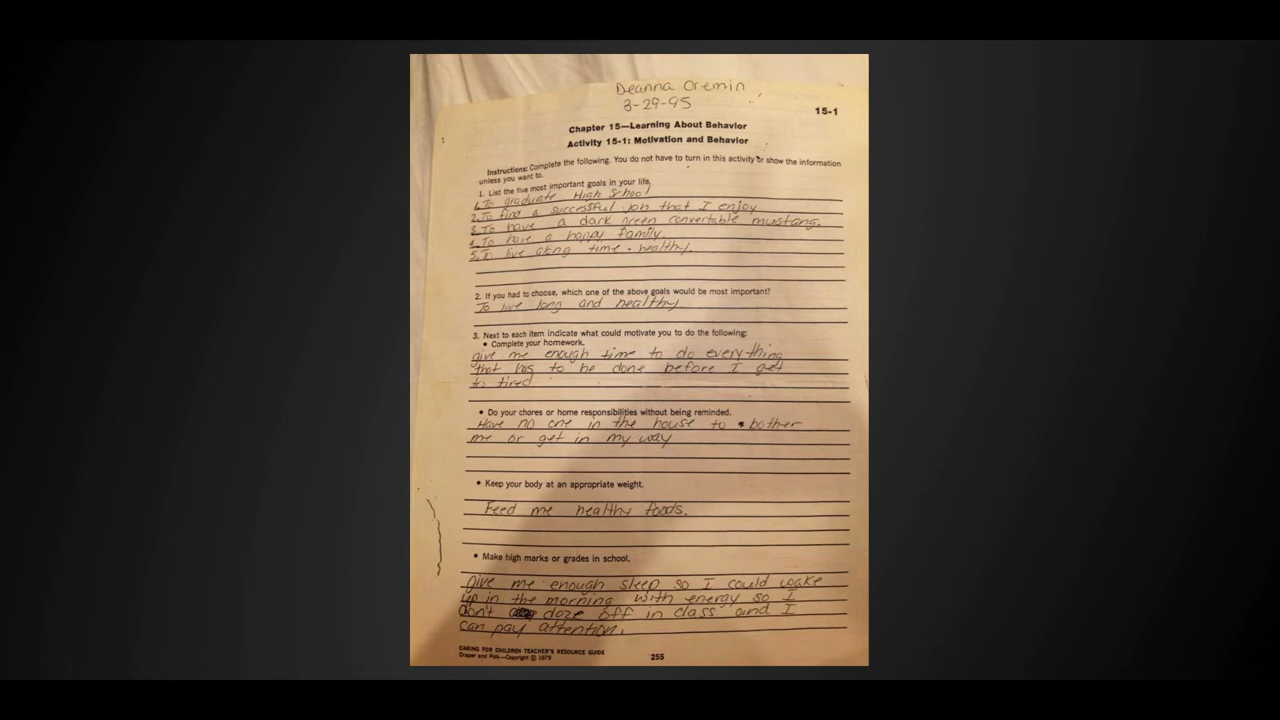 Deanna Cremin
3-29-95
15-1
Chapter 15—Learning About Behavior
Activity 15-1: Motivation and Behavior
Instructions: Complete the following. You do not have to turn in this activity or show the information
unless you want to.
1. List the five most important goals in your life.
1. To graduate High School
2. To find a successful job that I enjoy
3. To have a dark green convertable mustang.
4. To have a happy family.
5. To live along time - healthy.
2. If you had to choose, which one of the above goals would be most important?
To live long and healthy
3. Next to each item indicate what could motivate you to do the following:
• Complete your homework.
give me enough time to do everything
that has to be done before I get
to tired
• Do your chores or home responsibilities without being reminded.
Have no one in the house to bother
me or get in my way
• Keep your body at an appropriate weight.
Feed me healthy foods.
• Make high marks or grades in school.
give me enough sleep so I could wake
up in the morning with energy so I
don't doze off in class and I
can pay attention.
CARING FOR CHILDREN TEACHER'S RESOURCE GUIDE
Draper and Polk—Copyright © 1979
255